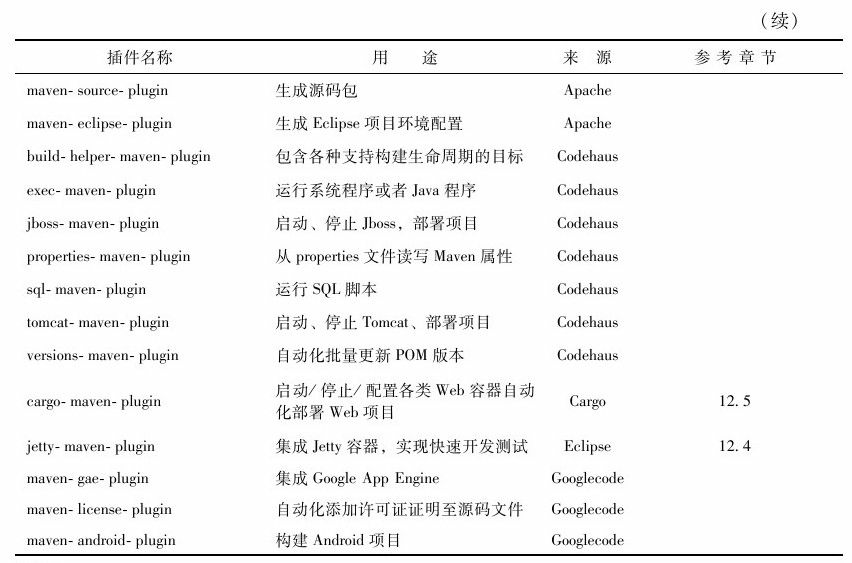 （续）
插件名称 用 途 来 源 参考章节
maven-source-plugin 生成源码包 Apache
maven-eclipse-plugin 生成 Eclipse 项目环境配置 Apache
build-helper-maven-plugin 包含各种支持构建生命周期的目标 Codehaus
exec-maven-plugin 运行系统程序或者 Java 程序 Codehaus
jboss-maven-plugin 启动、停止 Jboss，部署项目 Codehaus
properties-maven-plugin 从 properties 文件读写 Maven 属性 Codehaus
sql-maven-plugin 运行 SQL 脚本 Codehaus
tomcat-maven-plugin 启动、停止 Tomcat、部署项目 Codehaus
versions-maven-plugin 自动化批量更新 POM 版本 Codehaus
cargo-maven-plugin 启动/停止/配置各类 Web 容器自动
化部署 Web 项目 Cargo 12.5
jetty-maven-plugin 集成 Jetty 容器，实现快速开发测试 Eclipse 12.4
maven-gae-plugin 集成 Google App Engine Googlecode
maven-license-plugin 自动化添加许可证证明至源码文件 Googlecode
maven-android-plugin 构建 Android 项目 Googlecode